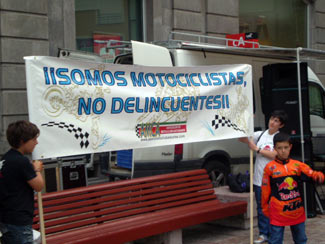 ¡¡SOMOS MOTOCICLISTAS,
NO DELINCUENTES!!